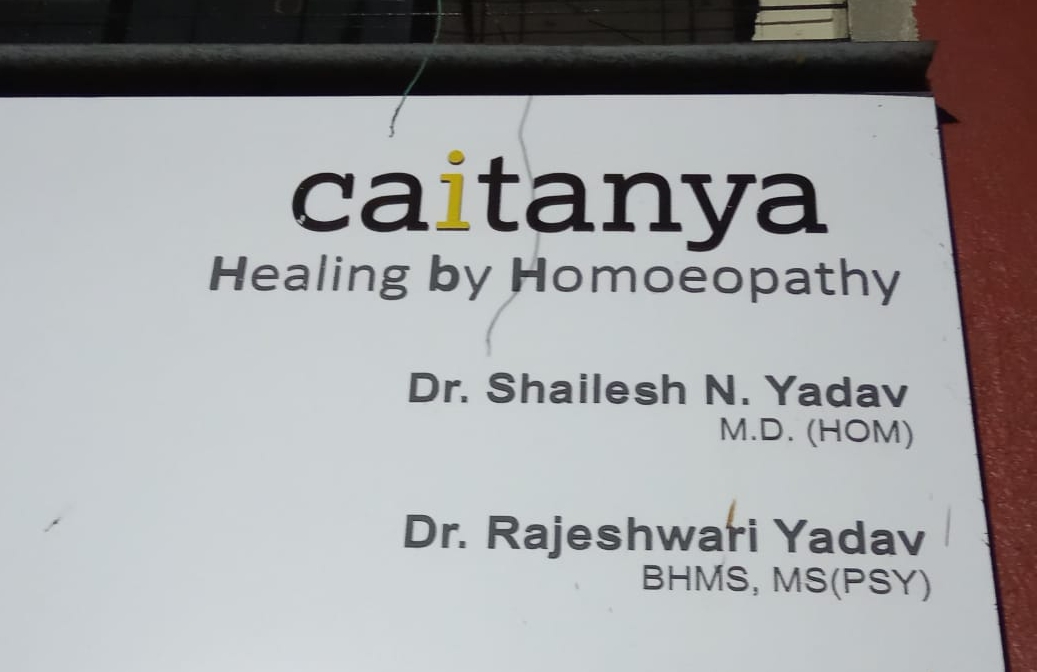 caitanya
Healing by Homoeopathy
Dr. Shailesh N. Yadav
M.D. (HOM)
Dr. Rajeshwari Yadav
BHMS, MS(PSY)